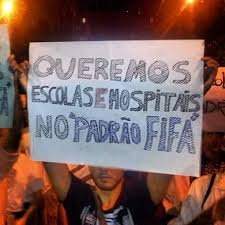 QUEREMOS
ESCOLAS E HOSPITAIS
NO "PADRÃO FIFA"